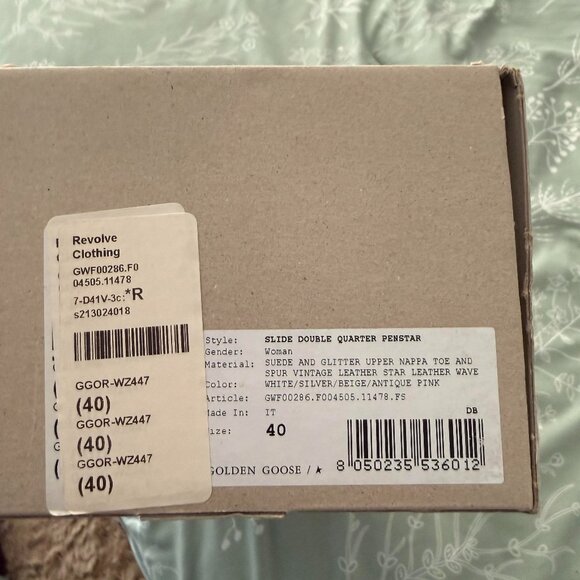 Revolve
Clothing
GWF00286.F0
04505.11478
7-D41V-3c:*R
s213024018
GGOR-WZ447
(40)
GGOR-WZ447
(40)
GGOR-WZ447
(40)
Style: SLIDE DOUBLE QUARTER PENSTAR
Gender: Woman
Material: SUEDE AND GLITTER UPPER NAPPA TOE AND
SPUR VINTAGE LEATHER STAR LEATHER WAVE
Color: WHITE/SILVER/BEIGE/ANTIQUE PINK
Article: GWF00286.F004505.11478.FS
Made In: IT
DB
Size: 40
GOLDEN GOOSE /
8 050235 536012